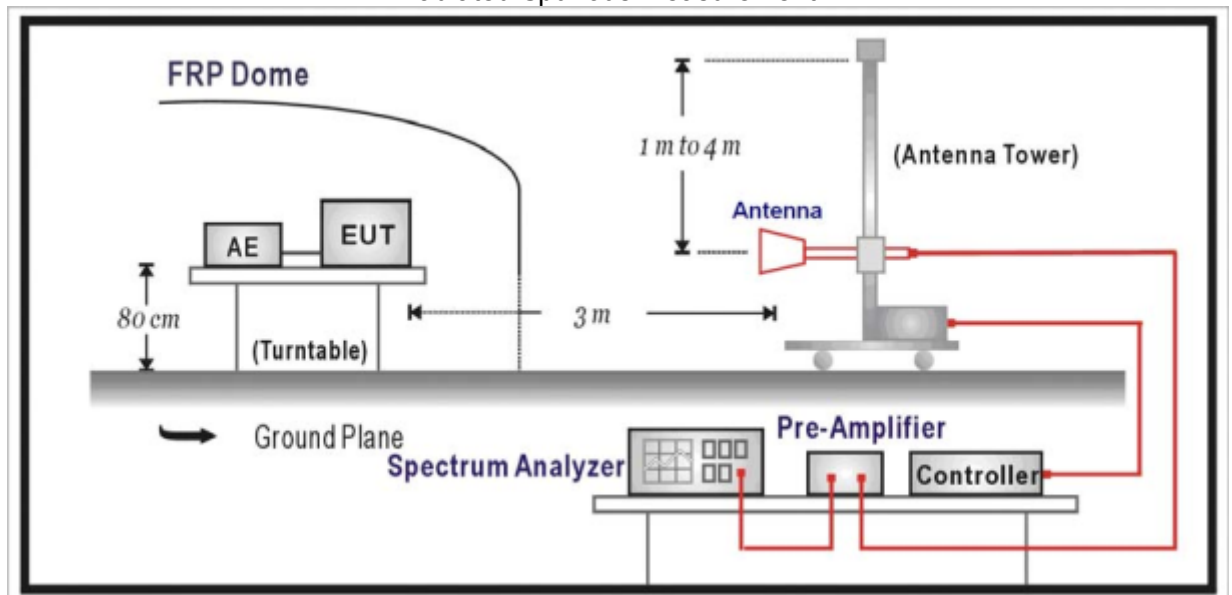 FRP Dome
1 m to 4 m
(Antenna Tower)
Antenna
AE
EUT
80 cm
3 m
(Turntable)
Ground Plane
Pre-Amplifier
Spectrum Analyzer
Controller